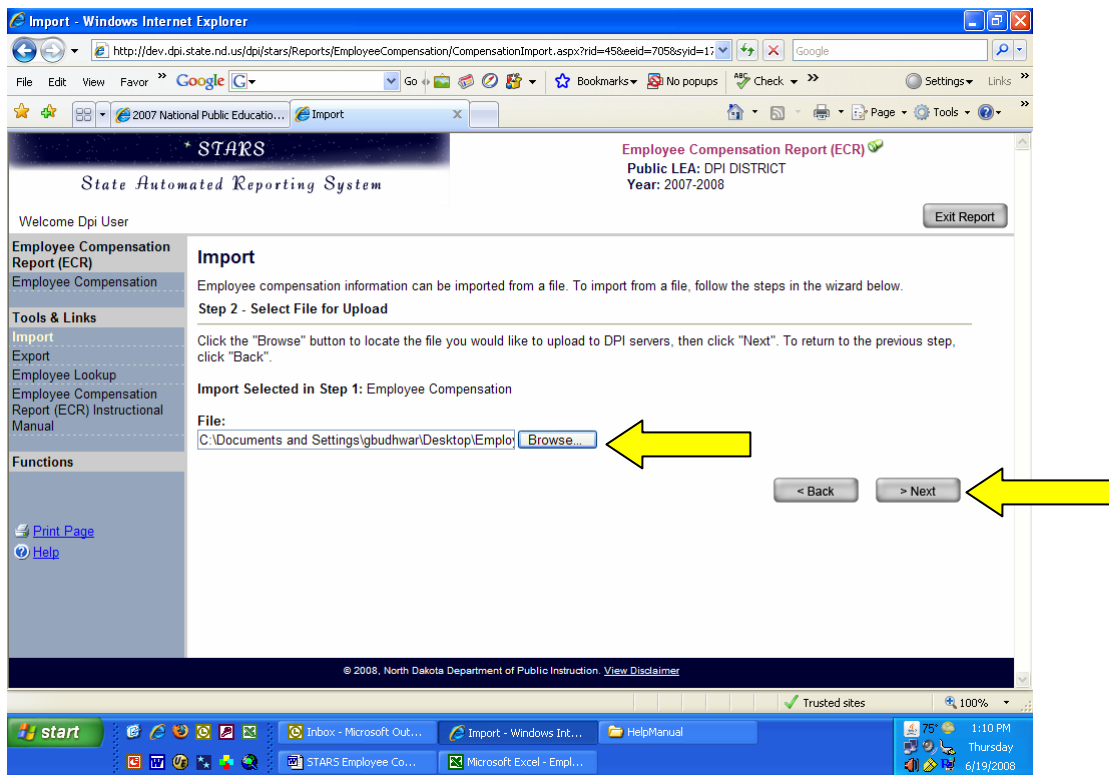 Import - Windows Internet Explorer
http://dev.dpi.state.nd.us/dpi/stars/Reports/EmployeeCompensation/CompensationImport.aspx?rid=45&eeid=705&syid=17
Google
File Edit View Favor » Google G Go Bookmarks No popups ABC Check » Settings Links »
2007 National Public Educatio... Import x Page Tools »
* STARS
State Automated Reporting System
Employee Compensation Report (ECR)
Public LEA: DPI DISTRICT
Year: 2007-2008
Welcome Dpi User
Exit Report
Employee Compensation Report (ECR)
Employee Compensation
Tools & Links
Import
Export
Employee Lookup
Employee Compensation
Report (ECR) Instructional
Manual
Functions
Print Page
Help
Import
Employee compensation information can be imported from a file. To import from a file, follow the steps in the wizard below.
Step 2 - Select File for Upload
Click the "Browse" button to locate the file you would like to upload to DPI servers, then click "Next". To return to the previous step,
click "Back".
Import Selected in Step 1: Employee Compensation
File:
C:\Documents and Settings\gbudhwar\Desktop\Employ Browse...
< Back > Next
© 2008, North Dakota Department of Public Instruction. View Disclaimer
Trusted sites 100%
start Inbox - Microsoft Out... Import - Windows Int... HelpManual 75° 1:10 PM
Thursday
STARS Employee Co... Microsoft Excel - Empl... 6/19/2008